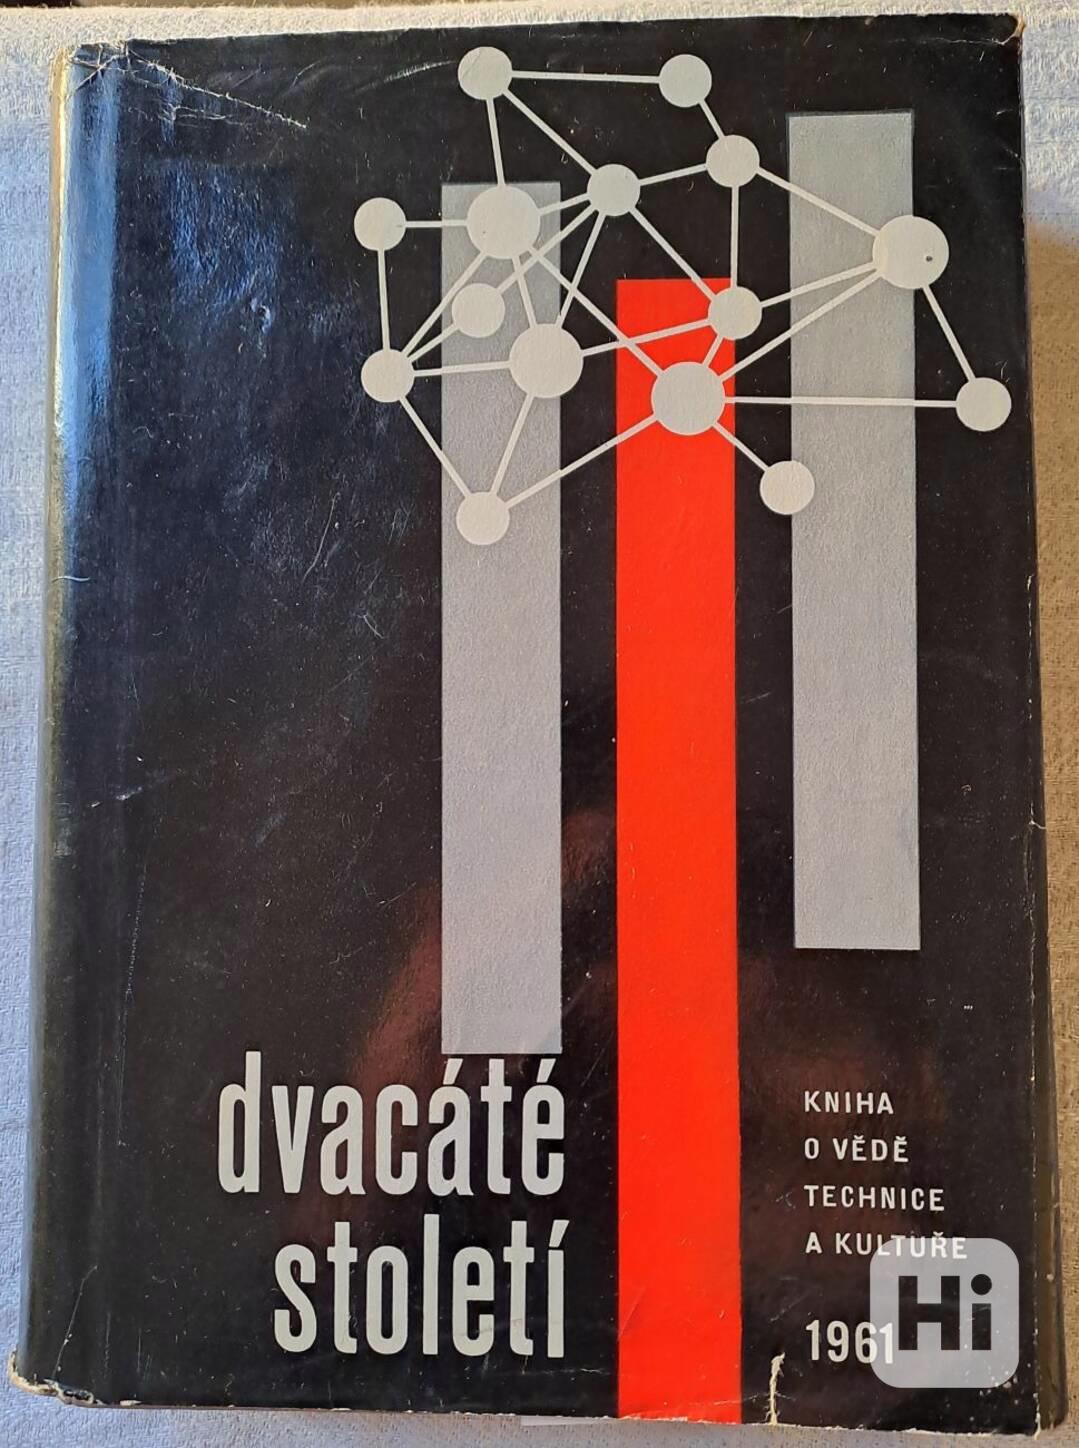 dvacáté
století
KNIHA
O VĚDĚ
TECHNICE
A KULTUŘE
1961
Hi